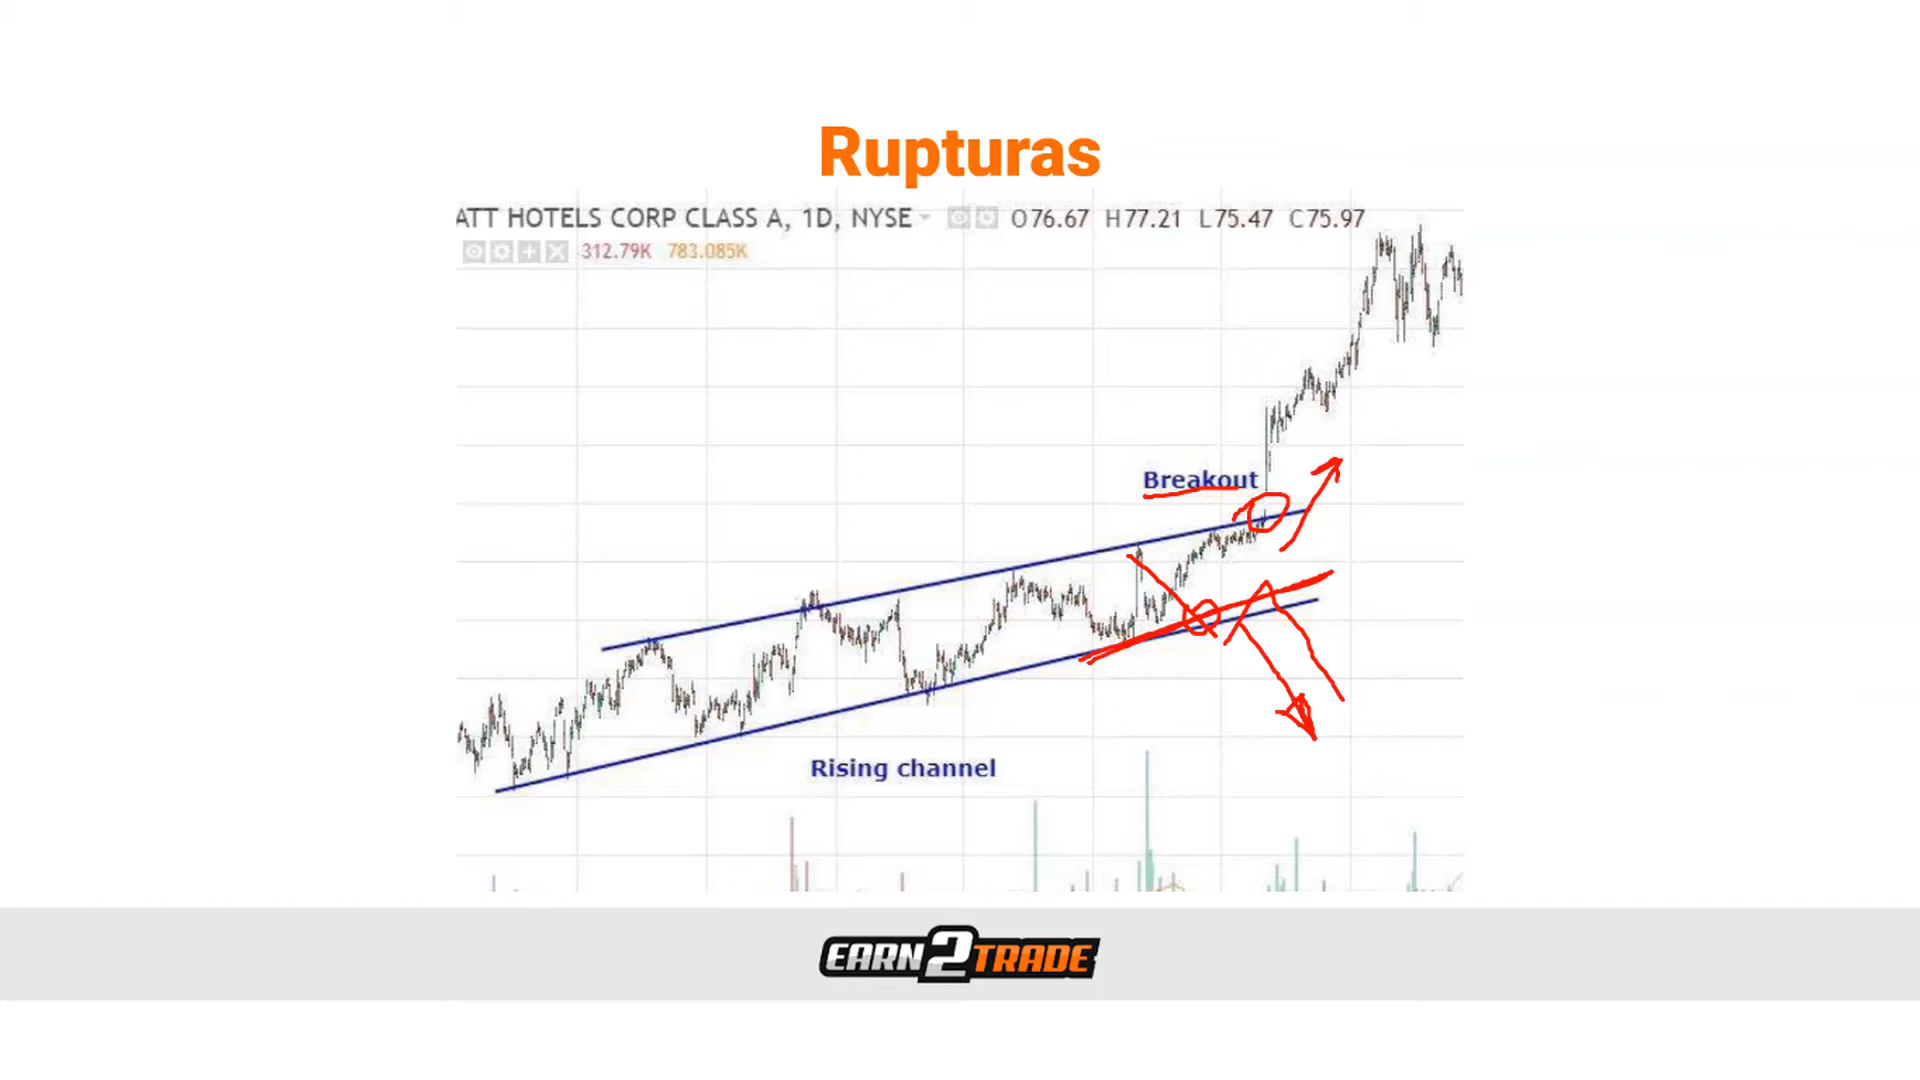 Rupturas
ATT HOTELS CORP CLASS A, 1D, NYSE O76.67 H77.21 L75.47 C75.97
312.79K 783.085K
Breakout
Rising channel
EARN2TRADE